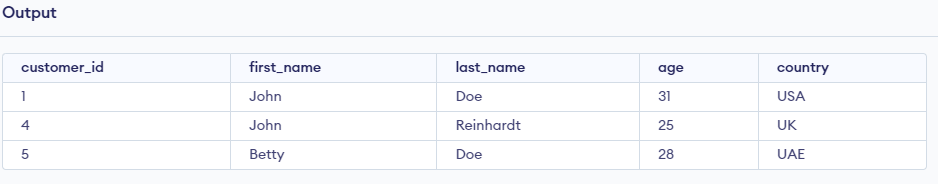 Output
customer_id first_name last_name age country
1 John Doe 31 USA
4 John Reinhardt 25 UK
5 Betty Doe 28 UAE